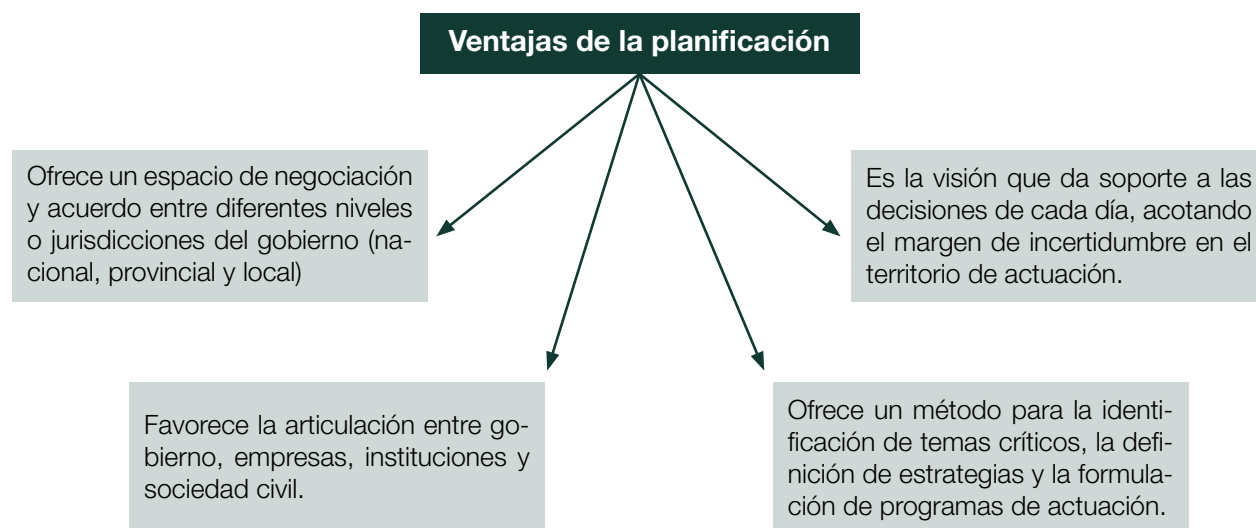 Ventajas de la planificación
Ofrece un espacio de negociación
y acuerdo entre diferentes niveles
o jurisdicciones del gobierno (na-
cional, provincial y local)
Es la visión que da soporte a las
decisiones de cada día, acotando
el margen de incertidumbre en el
territorio de actuación.
Favorece la articulación entre go-
bierno, empresas, instituciones y
sociedad civil.
Ofrece un método para la identi-
ficación de temas críticos, la defi-
nición de estrategias y la formula-
ción de programas de actuación.